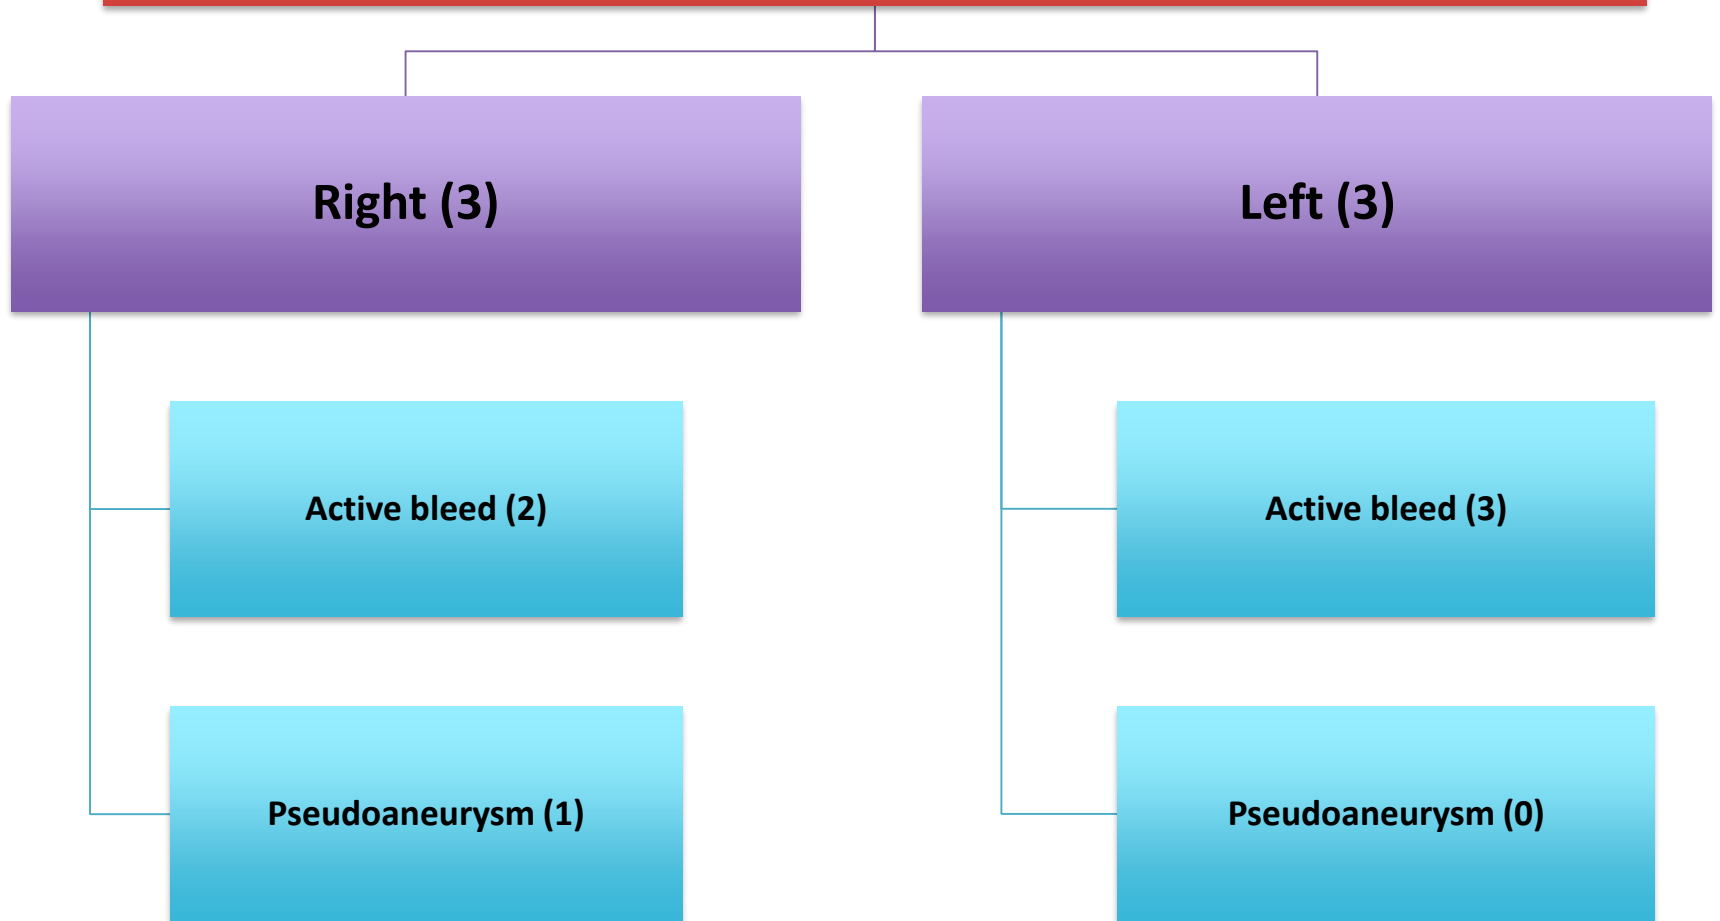 Right (3)
Active bleed (2)
Pseudoaneurysm (1)
Left (3)
Active bleed (3)
Pseudoaneurysm (0)